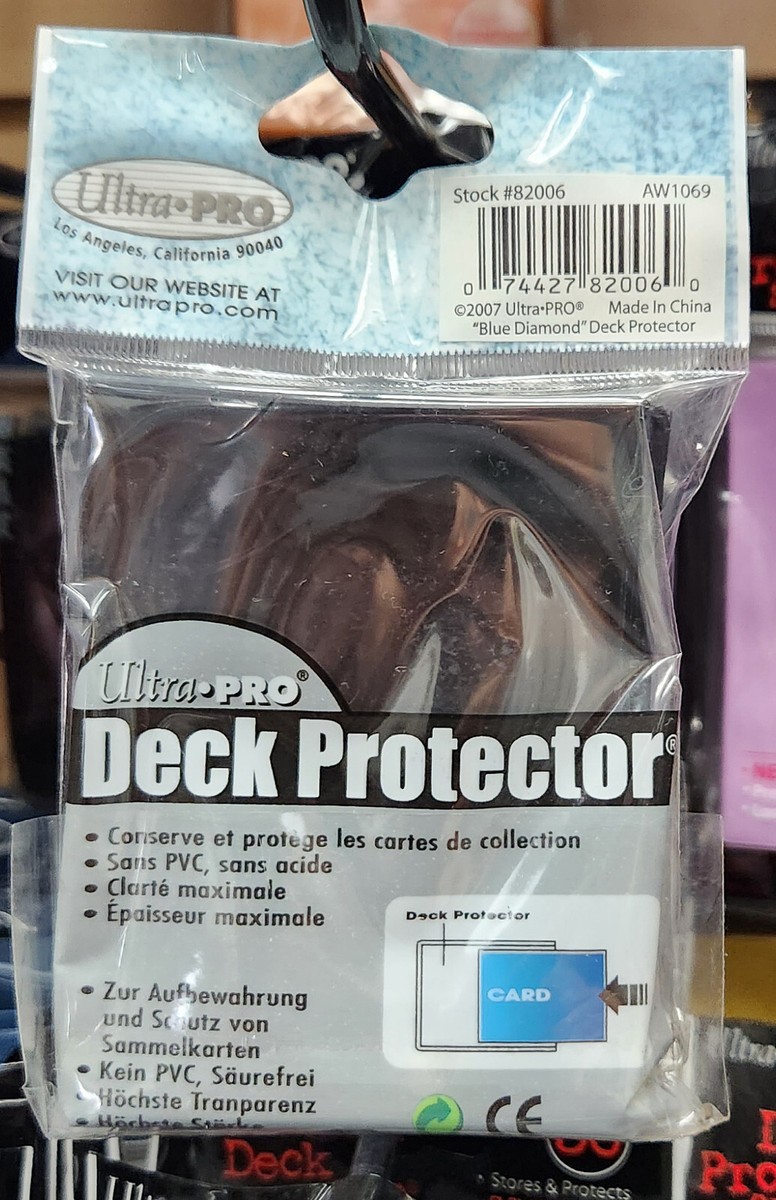 Ultra•PRO
Los Angeles, California 90040
VISIT OUR WEBSITE AT
www.ultrapro.com
Stock #82006 AW1069
0 74427 82006 0
©2007 Ultra•PRO® Made In China
“Blue Diamond” Deck Protector
Ultra•PRO®
Deck Protector®
• Conserve et protège les cartes de collection
• Sans PVC, sans acide
• Clarté maximale
• Épaisseur maximale
Deck Protector
CARD
• Zur Aufbewahrung
und Schutz von
Sammelkarten
• Kein PVC, Säurefrei
• Höchste Tranparenz
• Höchste Stärke
CE
Deck
• Stores & Protects
Ultra